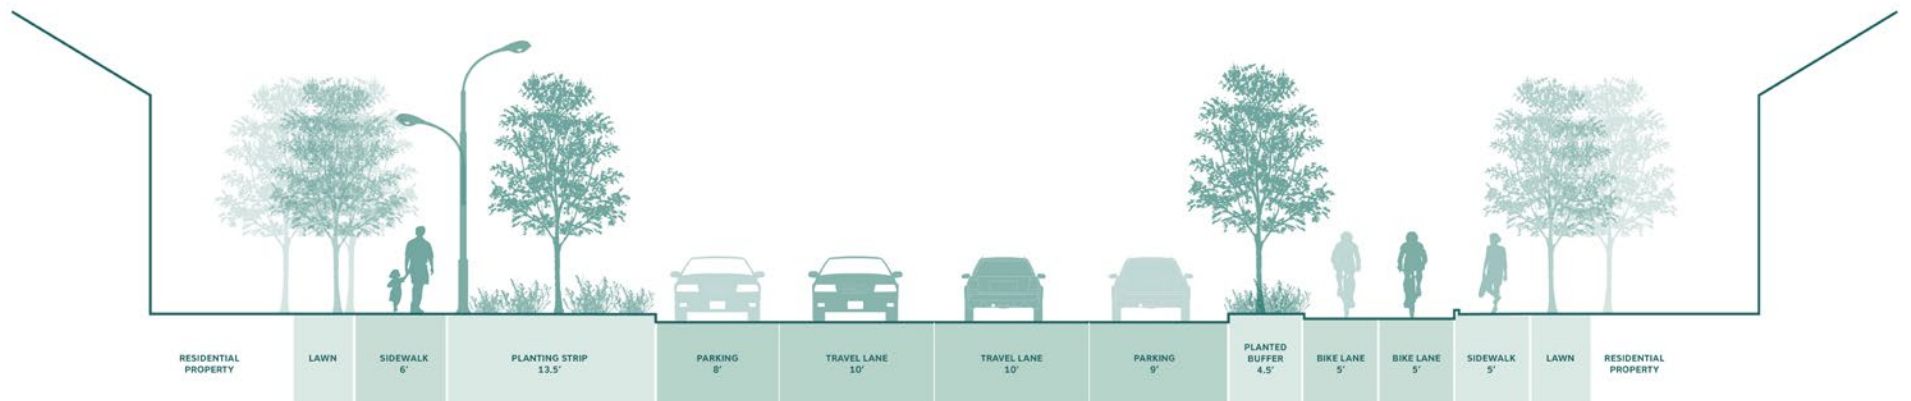 RESIDENTIAL
PROPERTY
LAWN
SIDEWALK
6'
PLANTING STRIP
13.5'
PARKING
8'
TRAVEL LANE
10'
TRAVEL LANE
10'
PARKING
9'
PLANTED
BUFFER
4.5'
BIKE LANE
5'
BIKE LANE
5'
SIDEWALK
5'
LAWN
RESIDENTIAL
PROPERTY